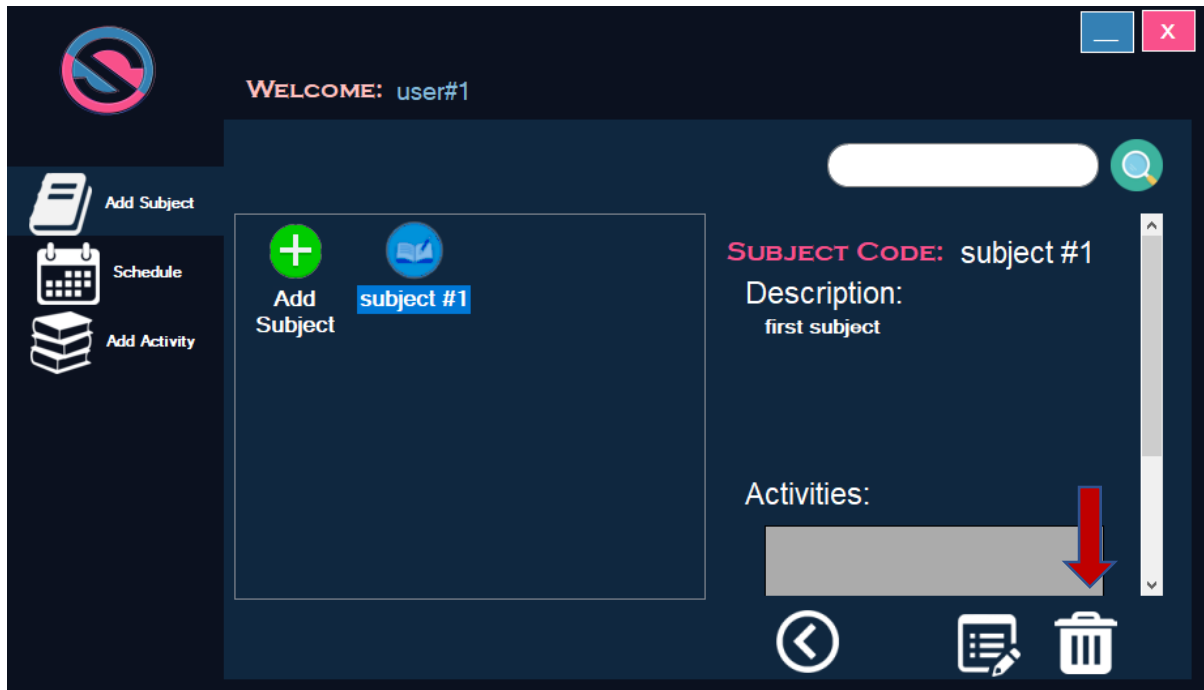 X
WELCOME: user#1
Add Subject
Schedule
Add Activity
Add
Subject
subject #1
SUBJECT CODE: subject #1
Description:
first subject
Activities: